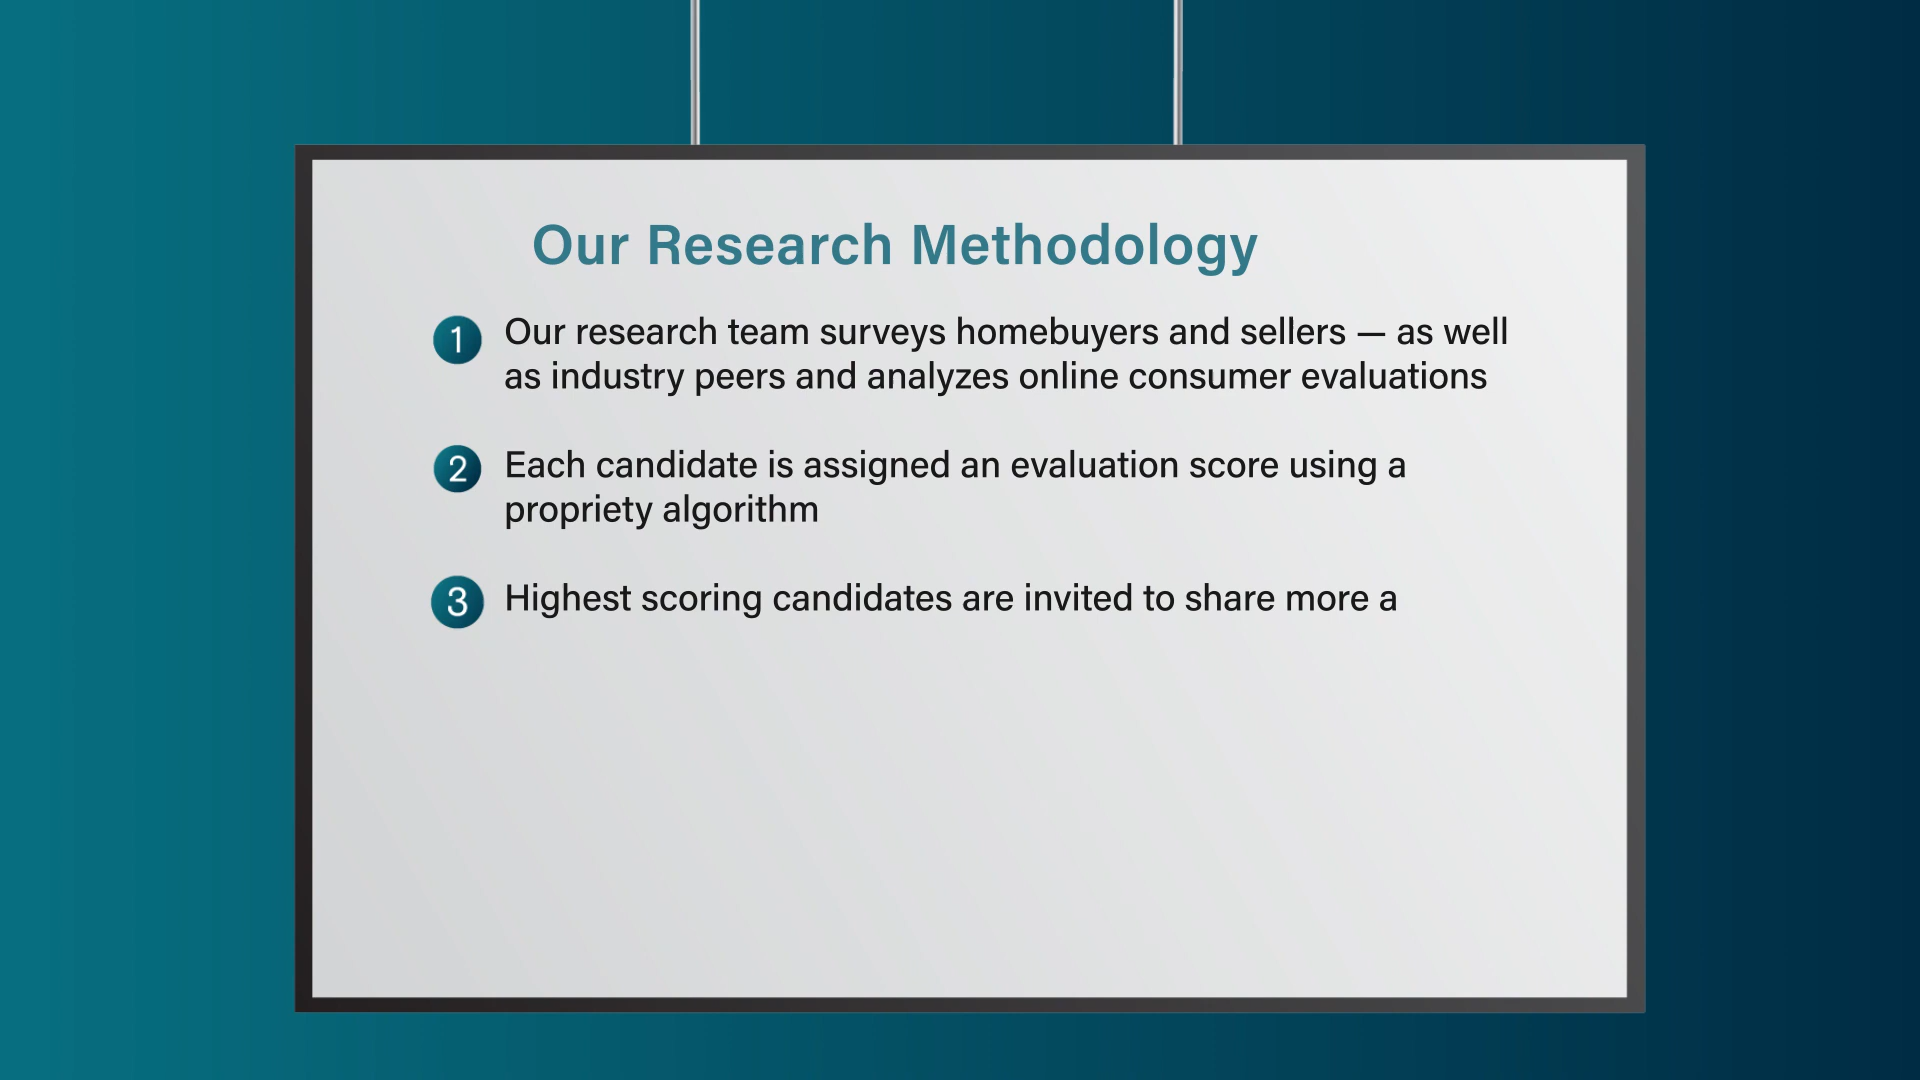 Our Research Methodology
1 Our research team surveys homebuyers and sellers — as well
as industry peers and analyzes online consumer evaluations
2 Each candidate is assigned an evaluation score using a
propriety algorithm
3 Highest scoring candidates are invited to share more a